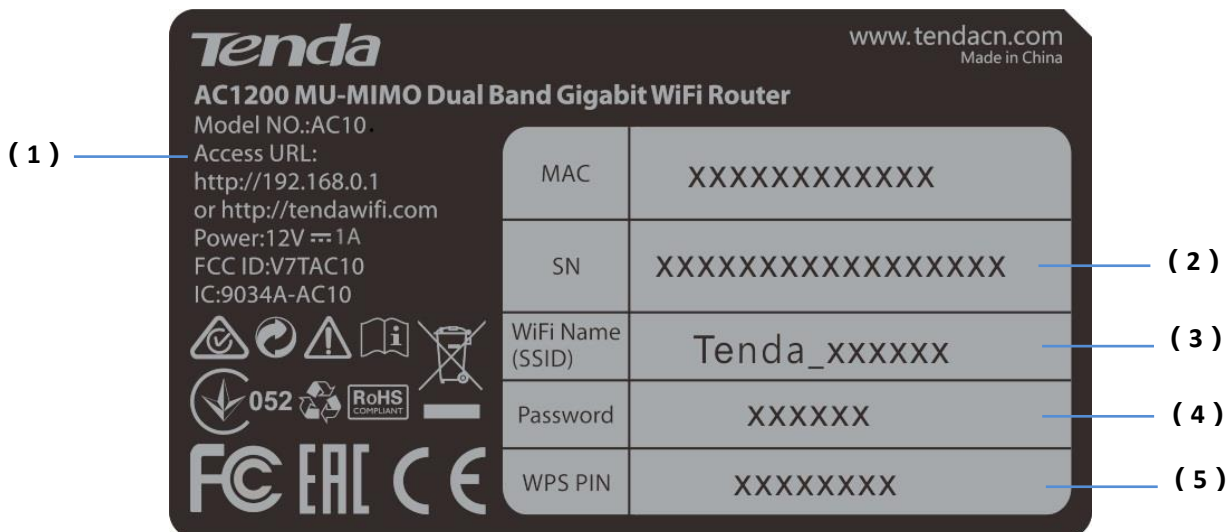 Tenda
www.tendacn.com
Made in China
AC1200 MU-MIMO Dual Band Gigabit WiFi Router
Model NO.:AC10.
( 1 )
Access URL:
http://192.168.0.1
or http://tendawifi.com
Power:12V ⎓ 1A
FCC ID:V7TAC10
IC:9034A-AC10
MAC XXXXXXXXXXXX
SN XXXXXXXXXXXXXXXXX ( 2 )
WiFi Name
(SSID) Tenda_xxxxxx ( 3 )
Password XXXXXX ( 4 )
WPS PIN XXXXXXXX ( 5 )
i
052
RoHS
COMPLIANT
FC EAC CE